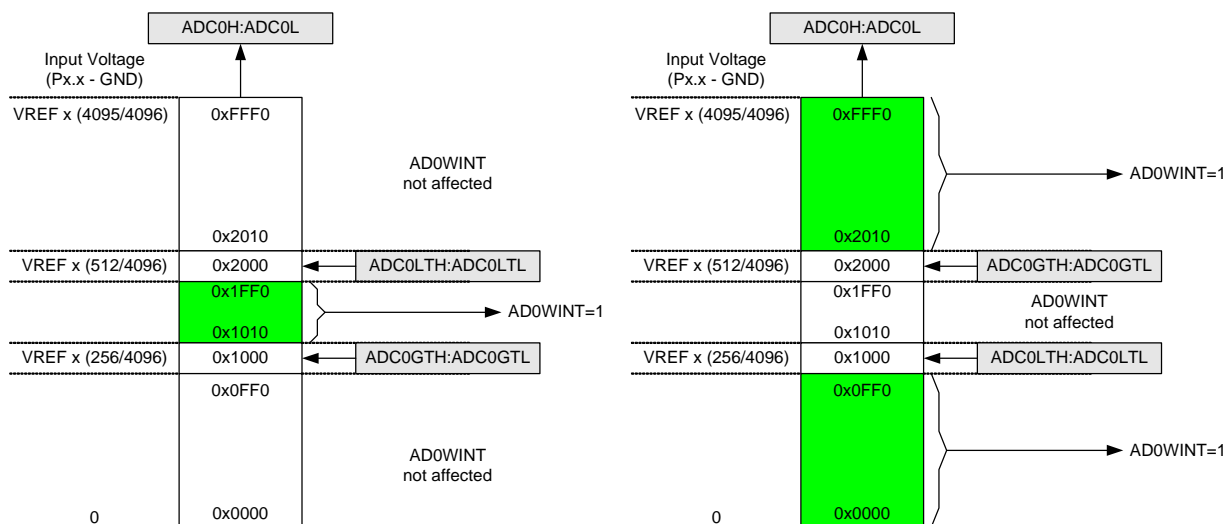 ADC0H:ADC0L
Input Voltage
(Px.x - GND)
VREF x (4095/4096)
0xFFF0
AD0WINT
not affected
0x2010
VREF x (512/4096)
0x2000
ADC0LTH:ADC0LTL
0x1FF0
AD0WINT=1
0x1010
VREF x (256/4096)
0x1000
ADC0GTH:ADC0GTL
0x0FF0
AD0WINT
not affected
0
0x0000
ADC0H:ADC0L
Input Voltage
(Px.x - GND)
VREF x (4095/4096)
0xFFF0
AD0WINT=1
0x2010
VREF x (512/4096)
0x2000
ADC0GTH:ADC0GTL
0x1FF0
AD0WINT
not affected
0x1010
VREF x (256/4096)
0x1000
ADC0LTH:ADC0LTL
0x0FF0
AD0WINT=1
0
0x0000